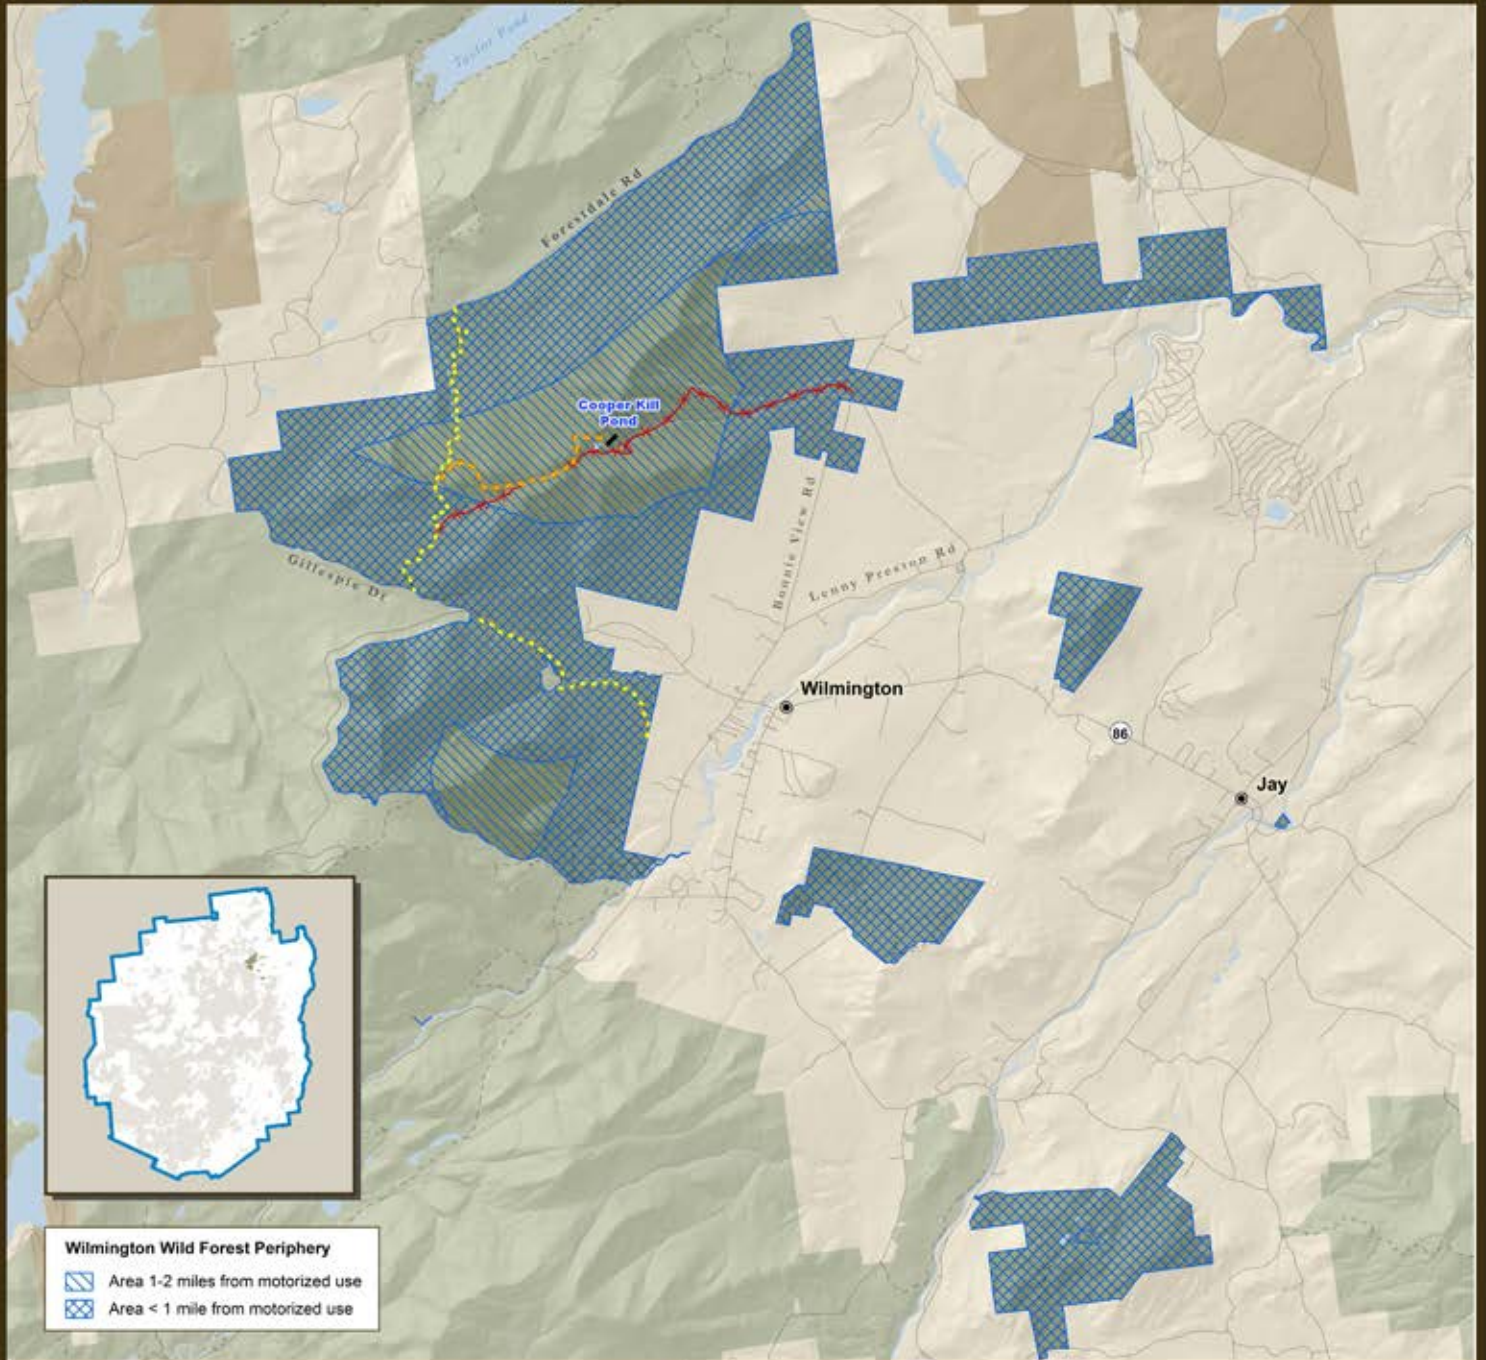 Taylor Pond
Forestdale Rd
Cooper Kill
Pond
Bonnie View Rd
Gillespie Dr
Lenny Preston Rd
Wilmington
86
Jay
Wilmington Wild Forest Periphery
Area 1-2 miles from motorized use
Area < 1 mile from motorized use